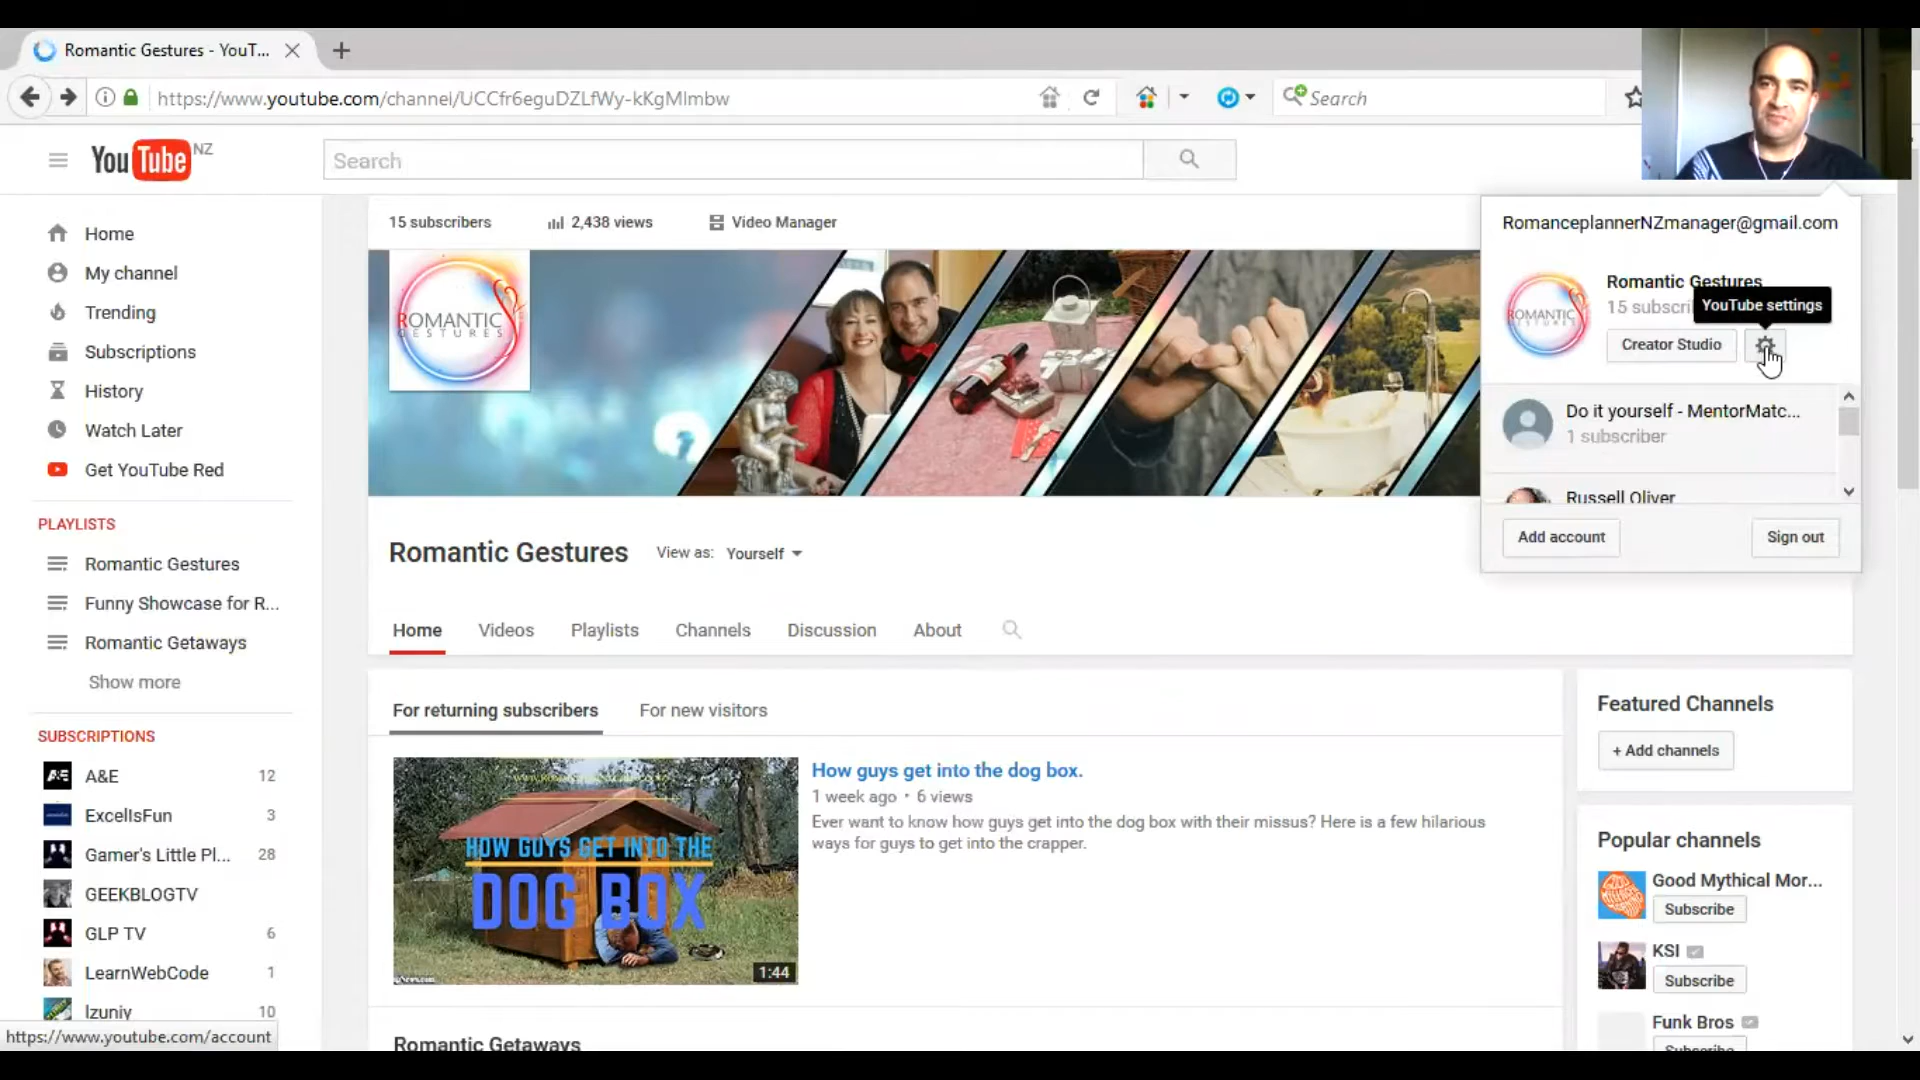 Romantic Gestures - YouT...
https://www.youtube.com/channel/UCCfr6eguDZLfWy-kKgMlmbw
Search
YouTube NZ
Search
Home
My channel
Trending
Subscriptions
History
Watch Later
Get YouTube Red
PLAYLISTS
Romantic Gestures
Funny Showcase for R...
Romantic Getaways
Show more
SUBSCRIPTIONS
A&E 12
ExcelIsFun 3
Gamer's Little Pl... 28
GEEKBLOGTV
GLP TV 6
LearnWebCode 1
Izuniy 10
https://www.youtube.com/account
15 subscribers 2,438 views Video Manager
ROMANTIC
GESTURES
Romantic Gestures View as: Yourself
Home Videos Playlists Channels Discussion About
For returning subscribers For new visitors
HOW GUYS GET INTO THE
DOG BOX
1:44
How guys get into the dog box.
1 week ago • 6 views
Ever want to know how guys get into the dog box with their missus? Here is a few hilarious
ways for guys to get into the crapper.
Romantic Getaways
RomanceplannerNZmanager@gmail.com
ROMANTIC
GESTURES
Romantic Gestures
15 subscri
YouTube settings
Creator Studio
Do it yourself - MentorMatc...
1 subscriber
Russell Oliver
Add account Sign out
Featured Channels
+ Add channels
Popular channels
Good Mythical Mor...
Subscribe
KSI
Subscribe
Funk Bros
Subscribe